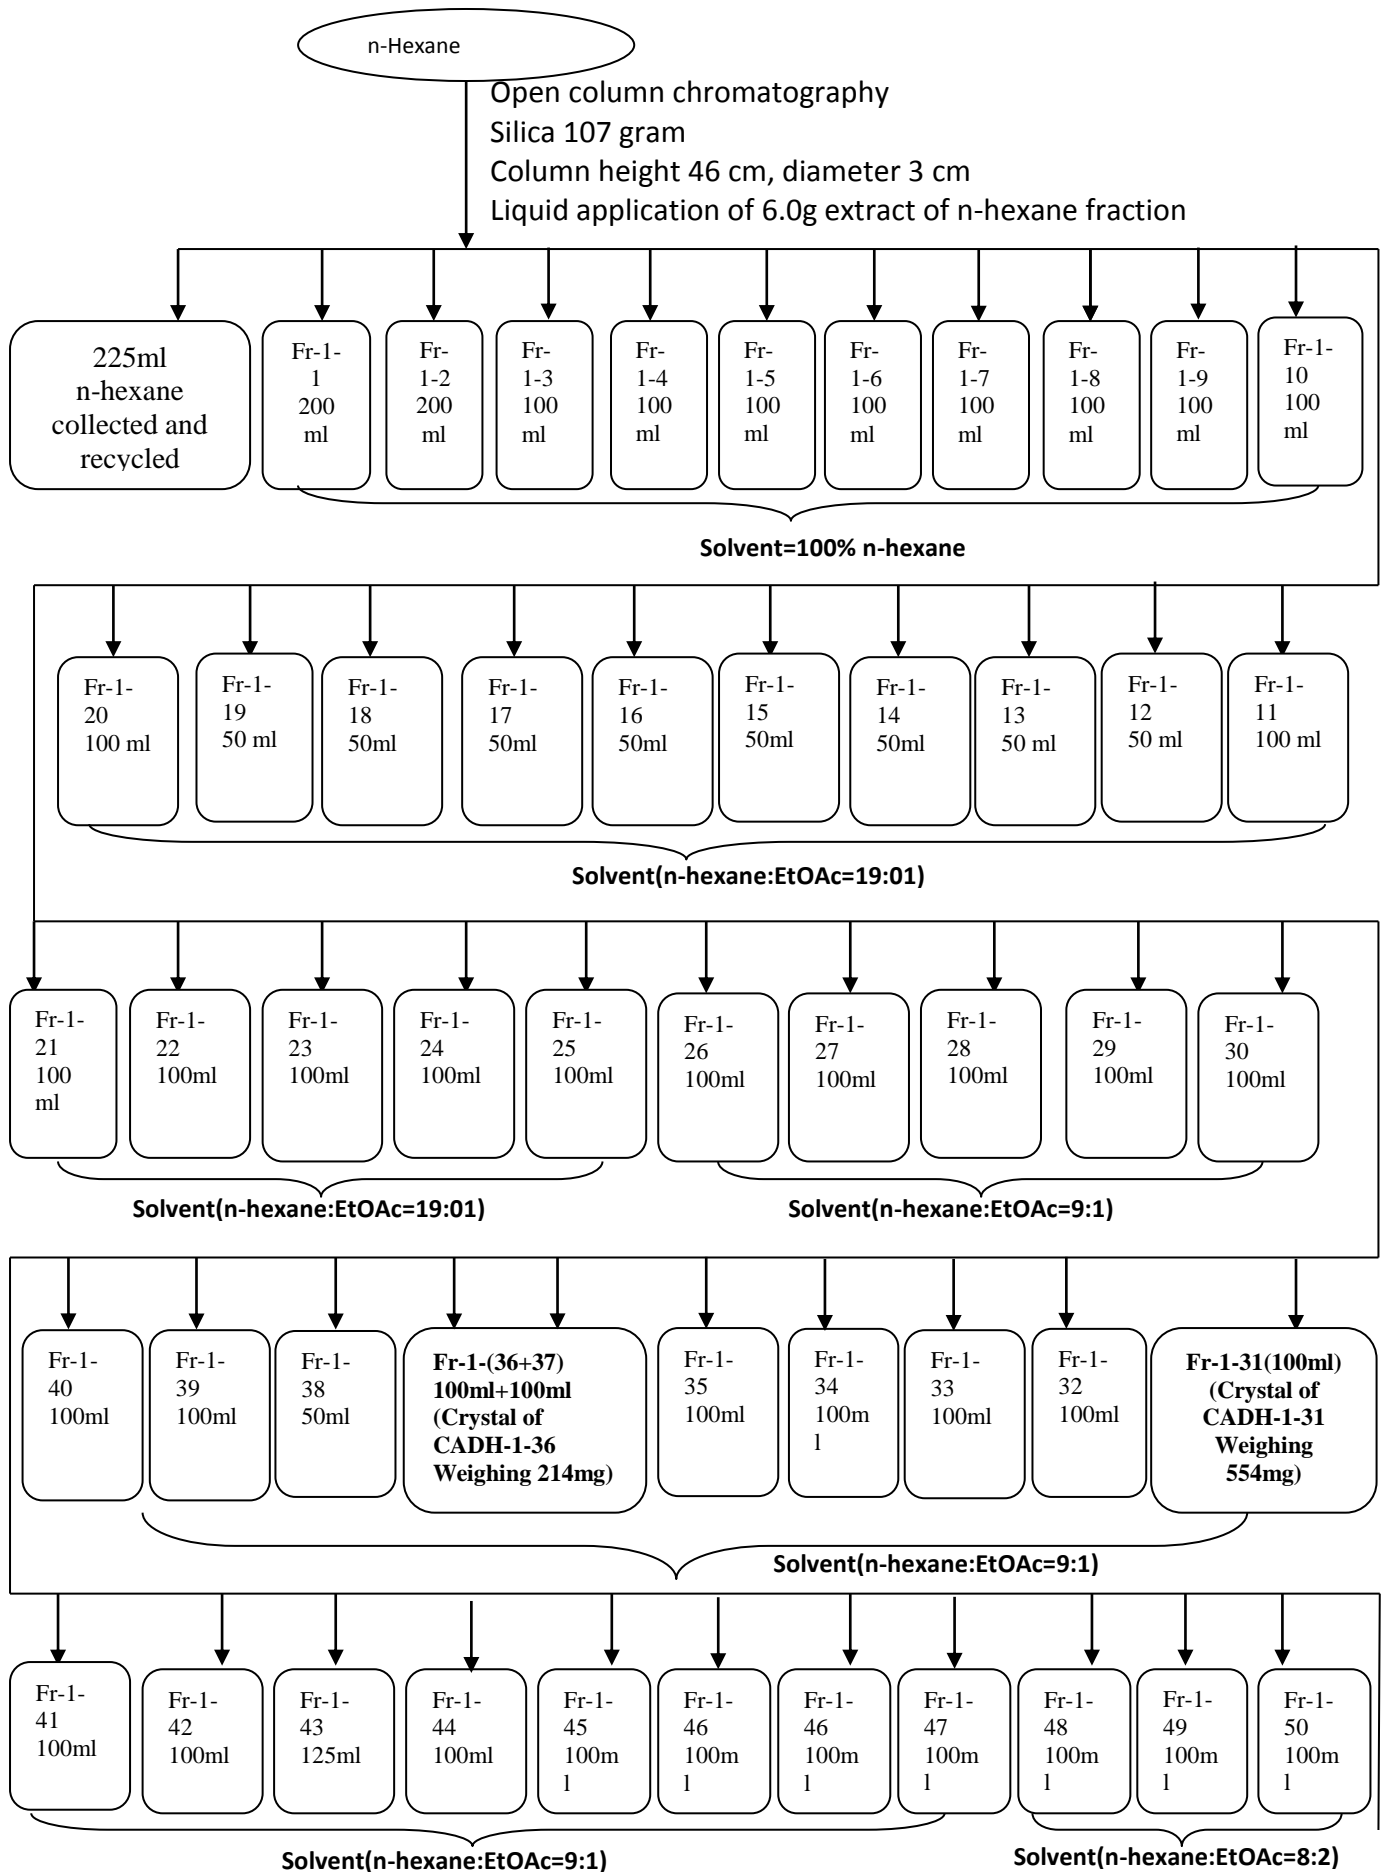 n-Hexane
Open column chromatography
Silica 107 gram
Column height 46 cm, diameter 3 cm
Liquid application of 6.0g extract of n-hexane fraction
225ml
n-hexane
collected and
recycled
Fr-1-
1
200
ml
Fr-
1-2
200
ml
Fr-
1-3
100
ml
Fr-
1-4
100
ml
Fr-
1-5
100
ml
Fr-
1-6
100
ml
Fr-
1-7
100
ml
Fr-
1-8
100
ml
Fr-
1-9
100
ml
Fr-1-
10
100
ml
Solvent=100% n-hexane
Fr-1-
20
100 ml
Fr-1-
19
50 ml
Fr-1-
18
50ml
Fr-1-
17
50ml
Fr-1-
16
50ml
Fr-1-
15
50ml
Fr-1-
14
50ml
Fr-1-
13
50 ml
Fr-1-
12
50 ml
Fr-1-
11
100 ml
Solvent(n-hexane:EtOAc=19:01)
Fr-1-
21
100
ml
Fr-1-
22
100ml
Fr-1-
23
100ml
Fr-1-
24
100ml
Fr-1-
25
100ml
Fr-1-
26
100ml
Fr-1-
27
100ml
Fr-1-
28
100ml
Fr-1-
29
100ml
Fr-1-
30
100ml
Solvent(n-hexane:EtOAc=19:01)
Solvent(n-hexane:EtOAc=9:1)
Fr-1-
40
100ml
Fr-1-
39
100ml
Fr-1-
38
50ml
Fr-1-(36+37)
100ml+100ml
(Crystal of
CADH-1-36
Weighing 214mg)
Fr-1-
35
100ml
Fr-1-
34
100m
l
Fr-1-
33
100ml
Fr-1-
32
100ml
Fr-1-31(100ml)
(Crystal of
CADH-1-31
Weighing
554mg)
Solvent(n-hexane:EtOAc=9:1)
Fr-1-
41
100ml
Fr-1-
42
100ml
Fr-1-
43
125ml
Fr-1-
44
100ml
Fr-1-
45
100m
l
Fr-1-
46
100m
l
Fr-1-
46
100m
l
Fr-1-
47
100m
l
Fr-1-
48
100m
l
Fr-1-
49
100m
l
Fr-1-
50
100m
l
Solvent(n-hexane:EtOAc=9:1)
Solvent(n-hexane:EtOAc=8:2)